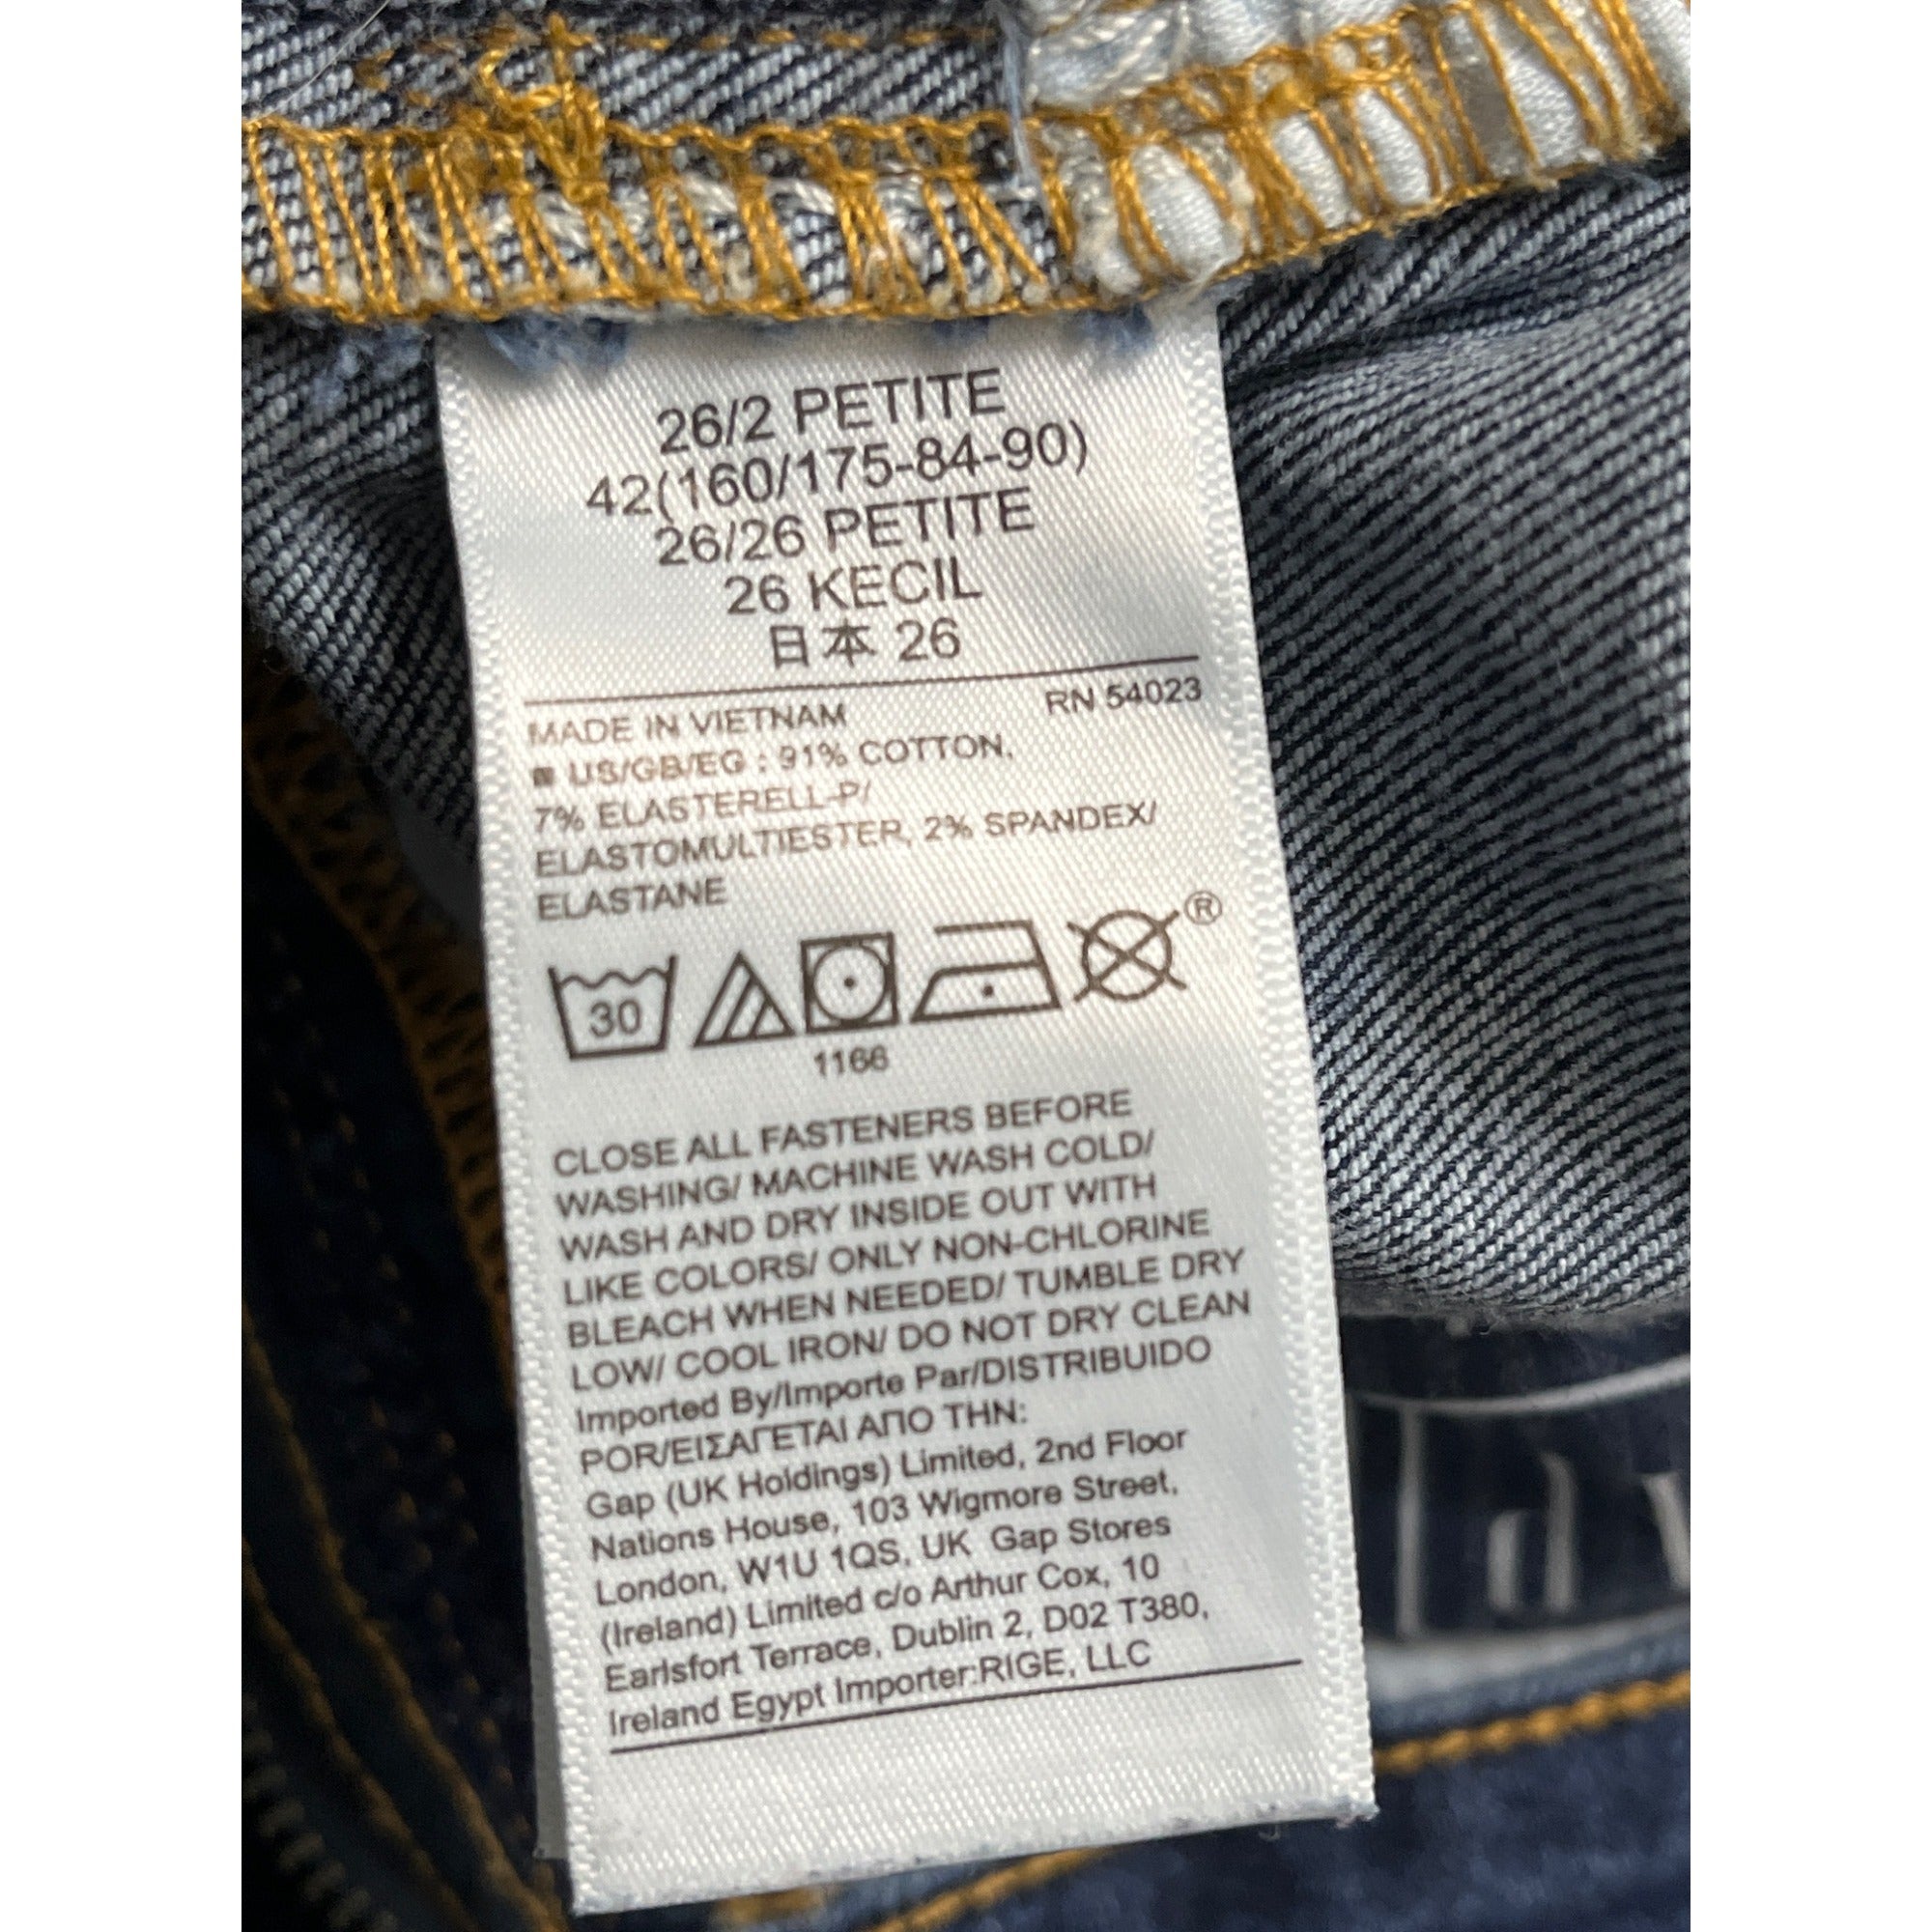 26/2 PETITE
42(160/175-84-90)
26/26 PETITE
26 KECIL
日本 26
RN 54023
MADE IN VIETNAM
■ US/GB/EG : 91% COTTON,
7% ELASTERELL-P/
ELASTOMULTIESTER, 2% SPANDEX/
ELASTANE
30
®
1166
CLOSE ALL FASTENERS BEFORE
WASHING/ MACHINE WASH COLD/
WASH AND DRY INSIDE OUT WITH
LIKE COLORS/ ONLY NON-CHLORINE
BLEACH WHEN NEEDED/ TUMBLE DRY
LOW/ COOL IRON/ DO NOT DRY CLEAN
Imported By/Importe Par/DISTRIBUIDO
POR/ΕΙΣΑΓΕΤΑΙ ΑΠΟ ΤΗΝ:
Gap (UK Holdings) Limited, 2nd Floor
Nations House, 103 Wigmore Street,
London, W1U 1QS, UK Gap Stores
(Ireland) Limited c/o Arthur Cox, 10
Earlsfort Terrace, Dublin 2, D02 T380,
Ireland Egypt Importer:RIGE, LLC